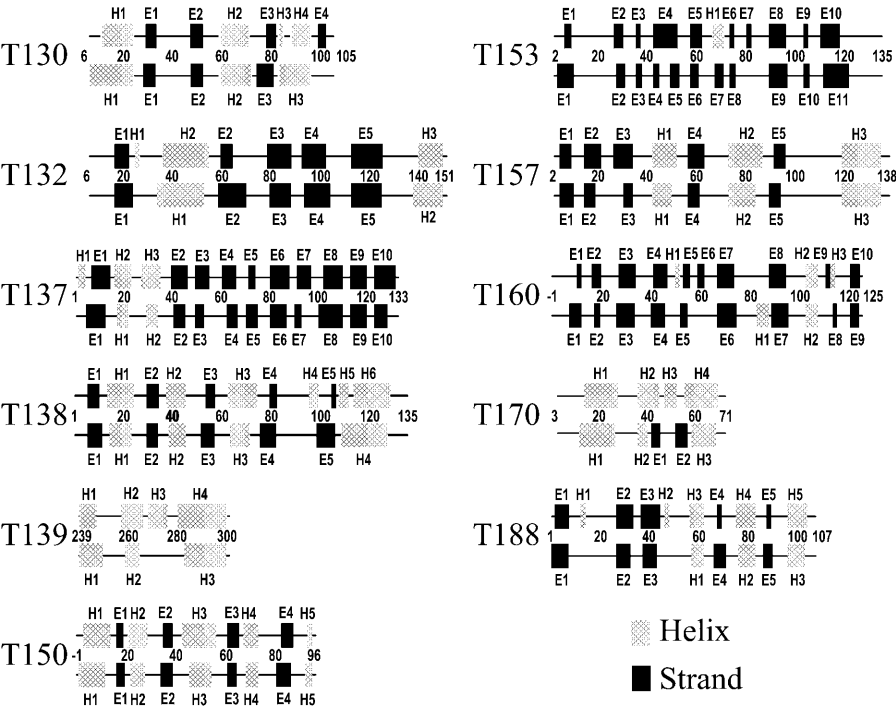 H1 E1 E2 H2 E3 H3 H4 E4
T130
6 20 40 60 80 105
H1 E1 E2 H2 E3 H3
E1 H1 H2 E2 E3 E4 E5 H3
T132
6 20 40 60 80 100 120 140 151
E1 H1 E2 E3 E4 E5 H2
H1 E1 H2 H3 E2 E3 E4 E5 E6 E7 E8 E9 E10
T137
1 20 40 60 80 100 120 133
E1 H1 H2 E2 E3 E4 E5 E6 E7 E8 E9 E10
E1 H1 E2 H2 E3 H3 E4 H4 E5 H5 H6
T138
1 20 40 60 80 100 120 135
E1 H1 E2 H2 E3 H3 E4 E5 H4
H1 H2 H3 H4
T139
239 260 280 300
H1 H2 H3
H1 E1 H2 E2 H3 E3 H4 E4 H5
T150
-1 20 40 60 80 96
H1 E1 H2 E2 H3 E3 H4 E4 H5
E1 E2 E3 E4 E5 H1 E6 E7 E8 E9 E10
T153
2 20 40 60 80 100 120 135
E1 E2 E3 E4 E5 E6 E7 E8 E9 E10 E11
E1 E2 E3 H1 E4 H2 E5 H3
T157
2 20 40 60 80 100 120 138
E1 E2 E3 H1 E4 H2 E5 H3
E1 E2 E3 E4 H1 E5 E6 E7 E8 H2 E9 H3 E10
T160
-1 20 40 60 80 100 120 125
E1 E2 E3 E4 E5 E6 H1 E7 H2 E8 E9
H1 H2 H3 H4
T170
3 20 40 60 71
H1 H2 E1 E2 H3
E1 H1 E2 E3 H2 H3 E4 H4 E5 H5
T188
1 20 40 60 80 100 107
E1 E2 E3 H1 E4 H2 E5 H3
Helix
Strand